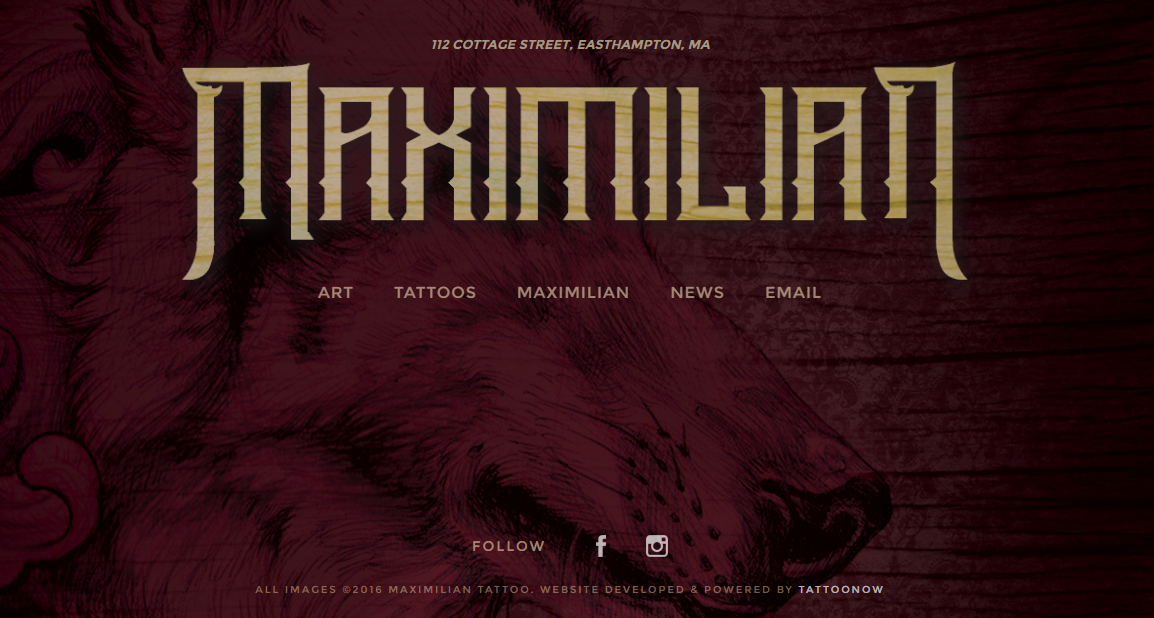 112 COTTAGE STREET, EASTHAMPTON, MA
MAXIMILIAN
ART TATTOOS MAXIMILIAN NEWS EMAIL
FOLLOW
ALL IMAGES ©2016 MAXIMILIAN TATTOO. WEBSITE DEVELOPED & POWERED BY TATTOONOW